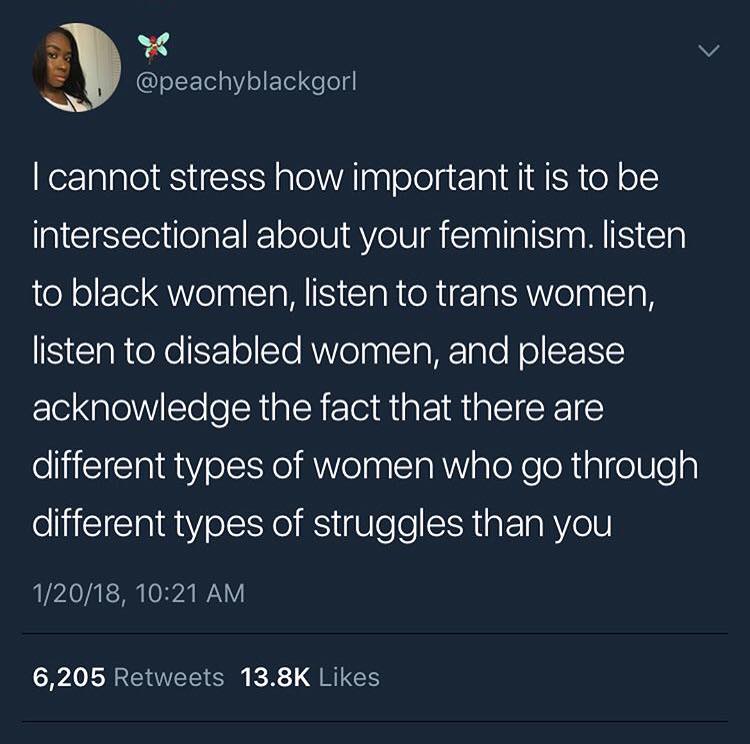 @peachyblackgorl
I cannot stress how important it is to be
intersectional about your feminism. listen
to black women, listen to trans women,
listen to disabled women, and please
acknowledge the fact that there are
different types of women who go through
different types of struggles than you
1/20/18, 10:21 AM
6,205 Retweets 13.8K Likes